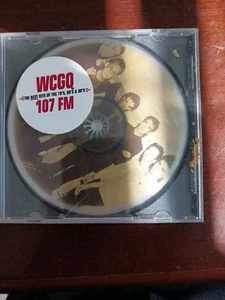 WCGQ
THE BEST HITS OF THE 70'S, 80'S & 90'S
107 FM